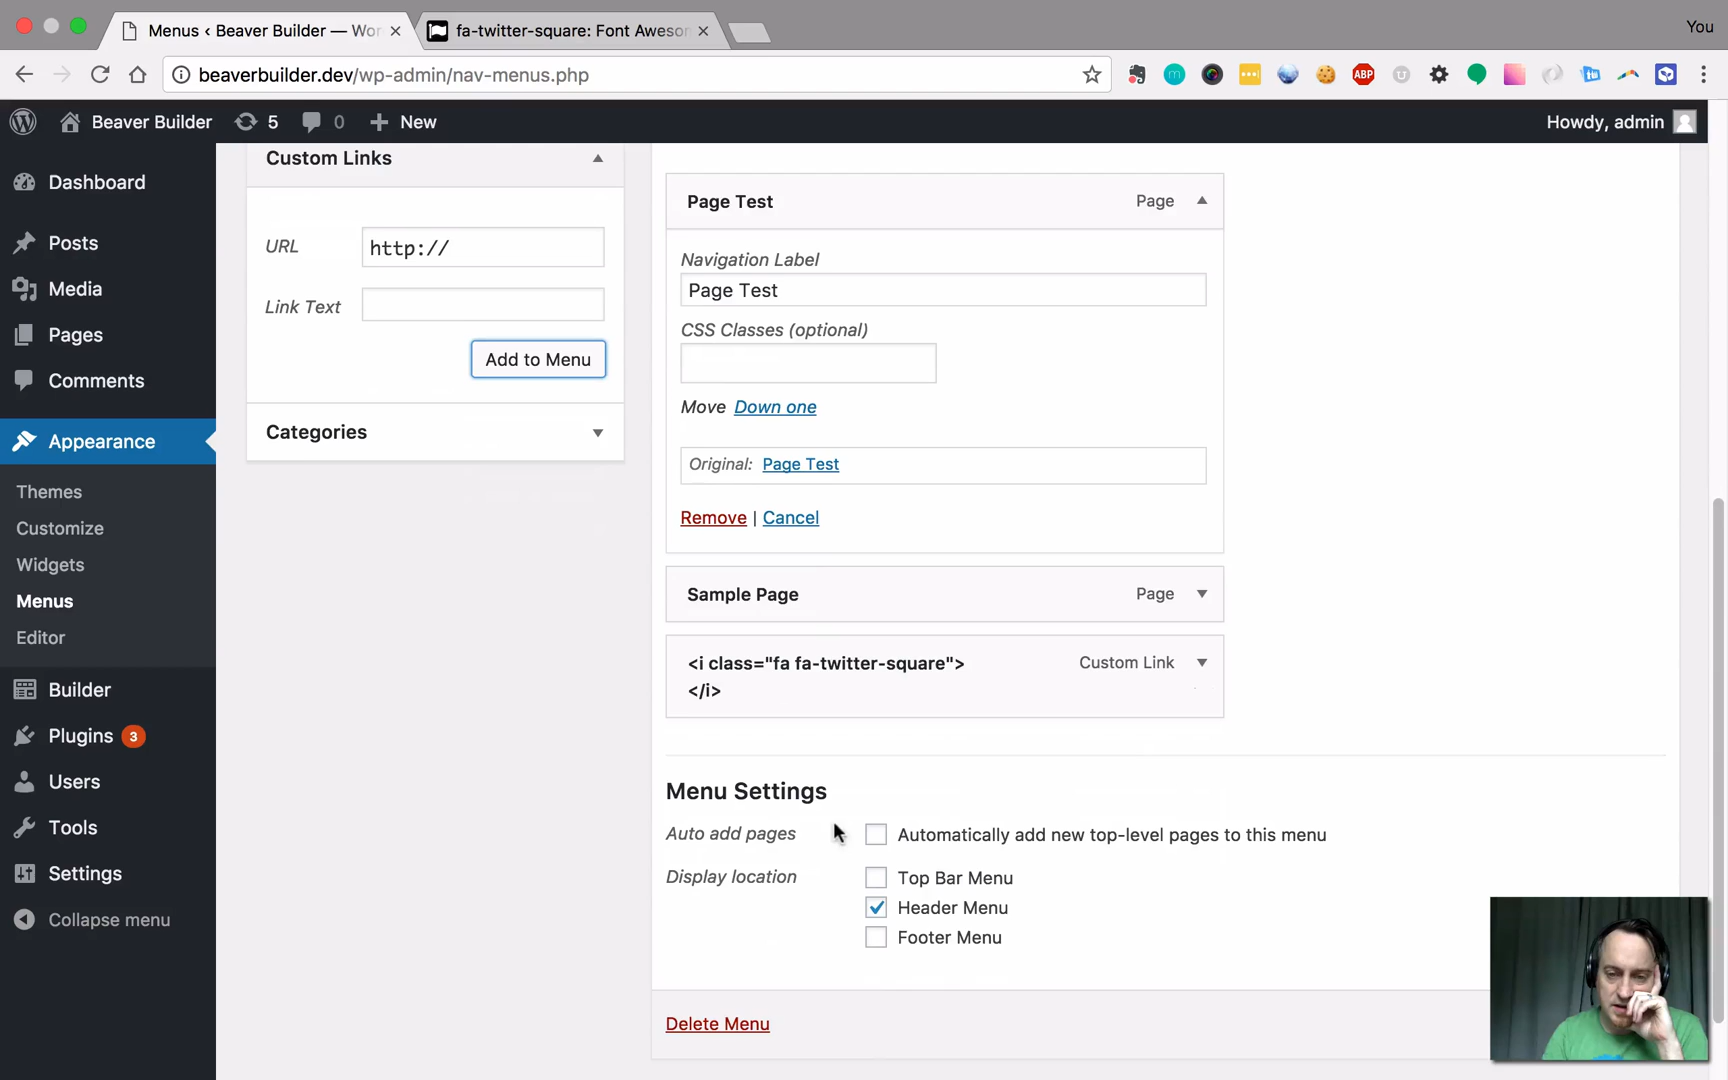 Menus ‹ Beaver Builder — Wor
fa-twitter-square: Font Aweson
You
beaverbuilder.dev/wp-admin/nav-menus.php
ABP
Beaver Builder
5
0
New
Howdy, admin
Dashboard
Posts
Media
Pages
Comments
Appearance
Themes
Customize
Widgets
Menus
Editor
Builder
Plugins 3
Users
Tools
Settings
Collapse menu
Custom Links
URL
http://
Link Text
Add to Menu
Categories
Page Test
Page
Navigation Label
Page Test
CSS Classes (optional)
Move Down one
Original: Page Test
Remove | Cancel
Sample Page
Page
<i class="fa fa-twitter-square">
</i>
Custom Link
Menu Settings
Auto add pages
Automatically add new top-level pages to this menu
Display location
Top Bar Menu
Header Menu
Footer Menu
Delete Menu